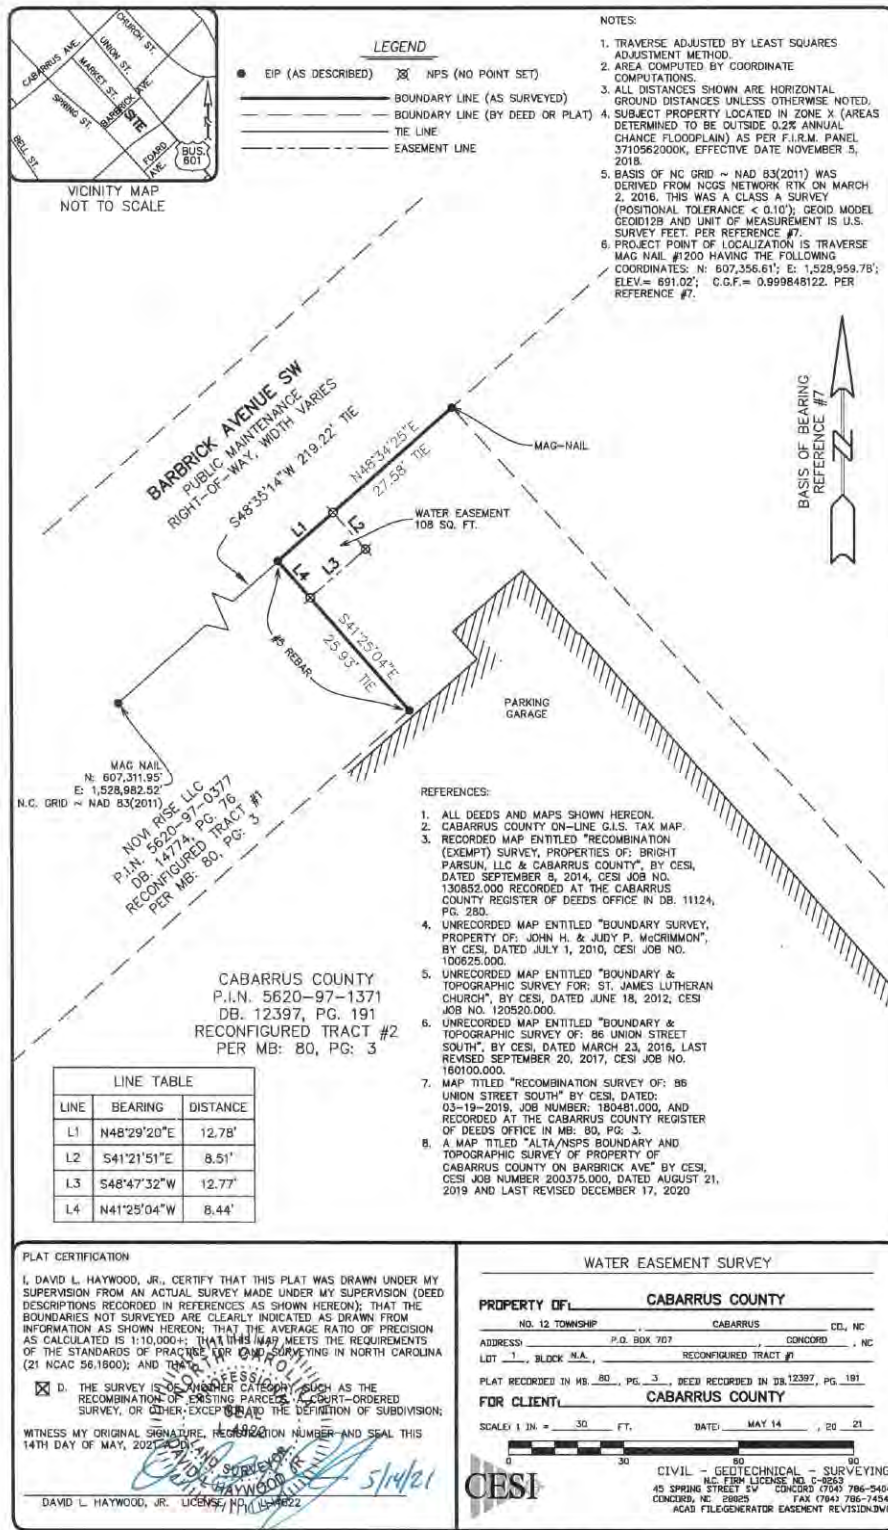 CHURCH ST.
CABARRUS AVE.
UNION ST.
MARKET ST.
BARBRICK AVE.
SPRING ST.
SITE
BELL ST.
FOARD AVE.
BUS. 601
VICINITY MAP
NOT TO SCALE
LEGEND
EIP (AS DESCRIBED) NPS (NO POINT SET)
BOUNDARY LINE (AS SURVEYED)
BOUNDARY LINE (BY DEED OR PLAT)
TIE LINE
EASEMENT LINE
NOTES:
1. TRAVERSE ADJUSTED BY LEAST SQUARES
ADJUSTMENT METHOD.
2. AREA COMPUTED BY COORDINATE
COMPUTATIONS.
3. ALL DISTANCES SHOWN ARE HORIZONTAL
GROUND DISTANCES UNLESS OTHERWISE NOTED.
4. SUBJECT PROPERTY LOCATED IN ZONE X (AREAS
DETERMINED TO BE OUTSIDE 0.2% ANNUAL
CHANCE FLOODPLAIN) AS PER F.I.R.M. PANEL
3710562000K, EFFECTIVE DATE NOVEMBER 5,
2018.
5. BASIS OF NC GRID ~ NAD 83(2011) WAS
DERIVED FROM NCGS NETWORK RTK ON MARCH
2, 2016. THIS WAS A CLASS A SURVEY
(POSITIONAL TOLERANCE < 0.10'); GEOID MODEL
GEOID12B AND UNIT OF MEASUREMENT IS U.S.
SURVEY FEET. PER REFERENCE #7.
6. PROJECT POINT OF LOCALIZATION IS TRAVERSE
MAG NAIL #1200 HAVING THE FOLLOWING
COORDINATES: N: 607,356.61'; E: 1,528,959.78';
ELEV.= 691.02'; C.G.F.= 0.999848122. PER
REFERENCE #7.
BASIS OF BEARING
REFERENCE #7
N
BARBRICK AVENUE SW
PUBLIC MAINTENANCE
RIGHT-OF-WAY, WIDTH VARIES
S48°35'14"W 219.22' TIE
N48°34'25"E
27.58' TIE
MAG-NAIL
WATER EASEMENT
108 SQ. FT.
L1
L2
L3
L4
#5 REBAR
S41°25'04"E
25.93' TIE
PARKING
GARAGE
MAG NAIL
N: 607,311.95'
E: 1,528,982.52'
N.C. GRID ~ NAD 83(2011)
NOVI RISE LLC
P.I.N. 5620-97-0377
DB. 14774, PG. 76
RECONFIGURED TRACT #1
PER MB: 80, PG: 3
CABARRUS COUNTY
P.I.N. 5620-97-1371
DB. 12397, PG. 191
RECONFIGURED TRACT #2
PER MB: 80, PG: 3
REFERENCES:
1. ALL DEEDS AND MAPS SHOWN HEREON.
2. CABARRUS COUNTY ON-LINE G.I.S. TAX MAP.
3. RECORDED MAP ENTITLED "RECOMBINATION
(EXEMPT) SURVEY, PROPERTIES OF: BRIGHT
PARSUN, LLC & CABARRUS COUNTY", BY CESI,
DATED SEPTEMBER 8, 2014, CESI JOB NO.
130852.000 RECORDED AT THE CABARRUS
COUNTY REGISTER OF DEEDS OFFICE IN DB. 11124,
PG. 280.
4. UNRECORDED MAP ENTITLED "BOUNDARY SURVEY,
PROPERTY OF: JOHN H. & JUDY P. McCRIMMON",
BY CESI, DATED JULY 1, 2010, CESI JOB NO.
100625.000.
5. UNRECORDED MAP ENTITLED "BOUNDARY &
TOPOGRAPHIC SURVEY FOR: ST. JAMES LUTHERAN
CHURCH", BY CESI, DATED JUNE 18, 2012, CESI
JOB NO. 120520.000.
6. UNRECORDED MAP ENTITLED "BOUNDARY &
TOPOGRAPHIC SURVEY OF: 86 UNION STREET
SOUTH", BY CESI, DATED MARCH 23, 2016, LAST
REVISED SEPTEMBER 20, 2017, CESI JOB NO.
160100.000.
7. MAP TITLED "RECOMBINATION SURVEY OF: 86
UNION STREET SOUTH" BY CESI, DATED:
03-19-2019, JOB NUMBER: 180481.000, AND
RECORDED AT THE CABARRUS COUNTY REGISTER
OF DEEDS OFFICE IN MB: 80, PG: 3.
8. A MAP TITLED "ALTA/NSPS BOUNDARY AND
TOPOGRAPHIC SURVEY OF PROPERTY OF
CABARRUS COUNTY ON BARBRICK AVE" BY CESI,
CESI JOB NUMBER 200375.000, DATED AUGUST 21,
2019 AND LAST REVISED DECEMBER 17, 2020
LINE TABLE
LINE BEARING DISTANCE
L1 N48°29'20"E 12.78'
L2 S41°21'51"E 8.51'
L3 S48°47'32"W 12.77'
L4 N41°25'04"W 8.44'
PLAT CERTIFICATION
I, DAVID L. HAYWOOD, JR., CERTIFY THAT THIS PLAT WAS DRAWN UNDER MY
SUPERVISION FROM AN ACTUAL SURVEY MADE UNDER MY SUPERVISION (DEED
DESCRIPTIONS RECORDED IN REFERENCES AS SHOWN HEREON); THAT THE
BOUNDARIES NOT SURVEYED ARE CLEARLY INDICATED AS DRAWN FROM
INFORMATION AS SHOWN HEREON; THAT THE AVERAGE RATIO OF PRECISION
AS CALCULATED IS 1:10,000+; THAT THIS MAP MEETS THE REQUIREMENTS
OF THE STANDARDS OF PRACTICE FOR LAND SURVEYING IN NORTH CAROLINA
(21 NCAC 56.1600); AND THAT
D. THE SURVEY IS OF ANOTHER CATEGORY, SUCH AS THE
RECOMBINATION OF EXISTING PARCELS, A COURT-ORDERED
SURVEY, OR OTHER EXCEPTION TO THE DEFINITION OF SUBDIVISION;
WITNESS MY ORIGINAL SIGNATURE, REGISTRATION NUMBER AND SEAL THIS
14TH DAY OF MAY, 2021 A.D.
NORTH CAROLINA
PROFESSIONAL
SEAL
L-4822
LAND SURVEYOR
DAVID L. HAYWOOD JR
5/14/21
DAVID L. HAYWOOD, JR. LICENSE NO. L-4822
WATER EASEMENT SURVEY
PROPERTY OF: CABARRUS COUNTY
NO. 12 TOWNSHIP , CABARRUS CO., NC
ADDRESS: P.O. BOX 707 , CONCORD , NC
LOT 1 , BLOCK N.A. , RECONFIGURED TRACT #1
PLAT RECORDED IN MB. 80 , PG. 3 , DEED RECORDED IN DB. 12397, PG. 191
FOR CLIENT: CABARRUS COUNTY
SCALE: 1 IN. = 30 FT. DATE: MAY 14 , 20 21
0 30 60 90
CESI
CIVIL - GEOTECHNICAL - SURVEYING
N.C. FIRM LICENSE NO. C-0263
45 SPRING STREET SW CONCORD (704) 786-5404
CONCORD, NC 28025 FAX (704) 786-7454
ACAD FILE:GENERATOR EASEMENT REVISION.DWG